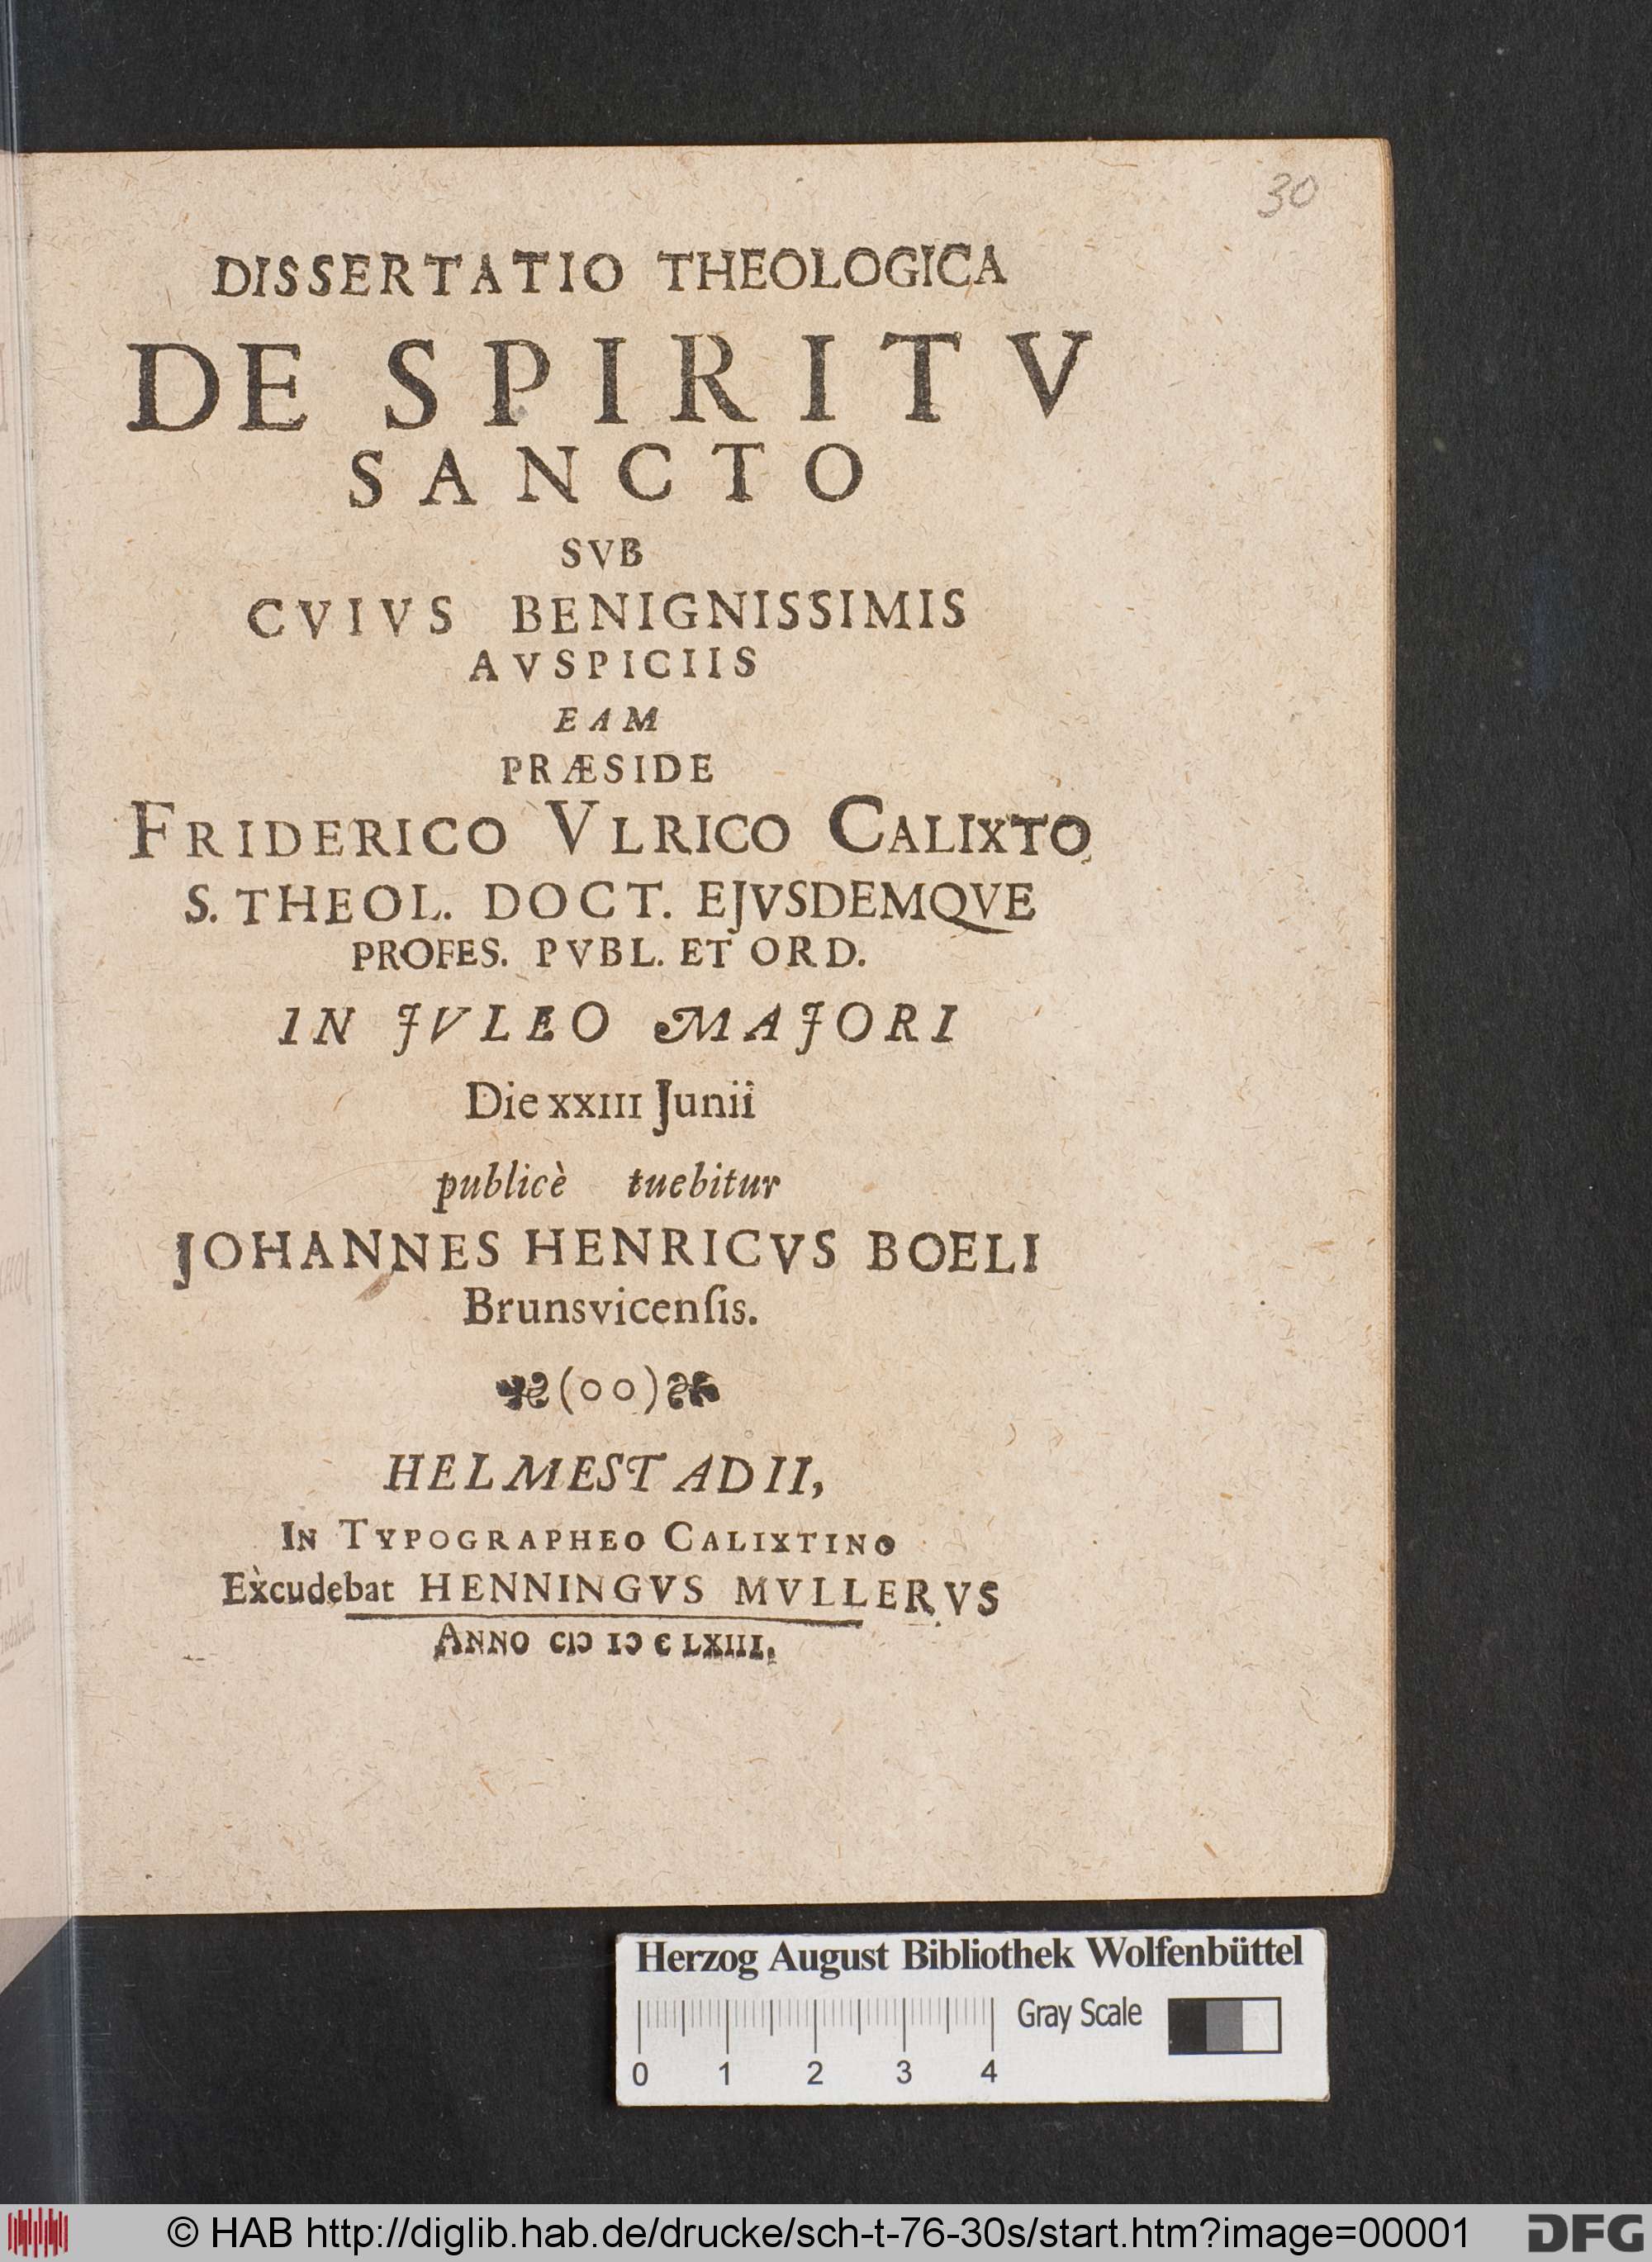 30
DISSERTATIO THEOLOGICA
DE SPIRITV
SANCTO
SVB
CVIVS BENIGNISSIMIS
AVSPICIIS
EAM
PRÆSIDE
FRIDERICO VLRICO CALIXTO,
S. THEOL. DOCT. EJVSDEMQVE
PROFES. PVBL. ET ORD.
IN JVLEO MAJORI
Die XXIII Junii
publicè tuebitur
JOHANNES HENRICVS BOELI
Brunsvicenſis.
(oo)
HELMESTADII,
IN TYPOGRAPHEO CALIXTINO
Excudebat HENNINGVS MVLLERVS
ANNO CIↃ IↃ C LXIII.
Herzog August Bibliothek Wolfenbüttel
Gray Scale
0 1 2 3 4
© HAB http://diglib.hab.de/drucke/sch-t-76-30s/start.htm?image=00001
DFG